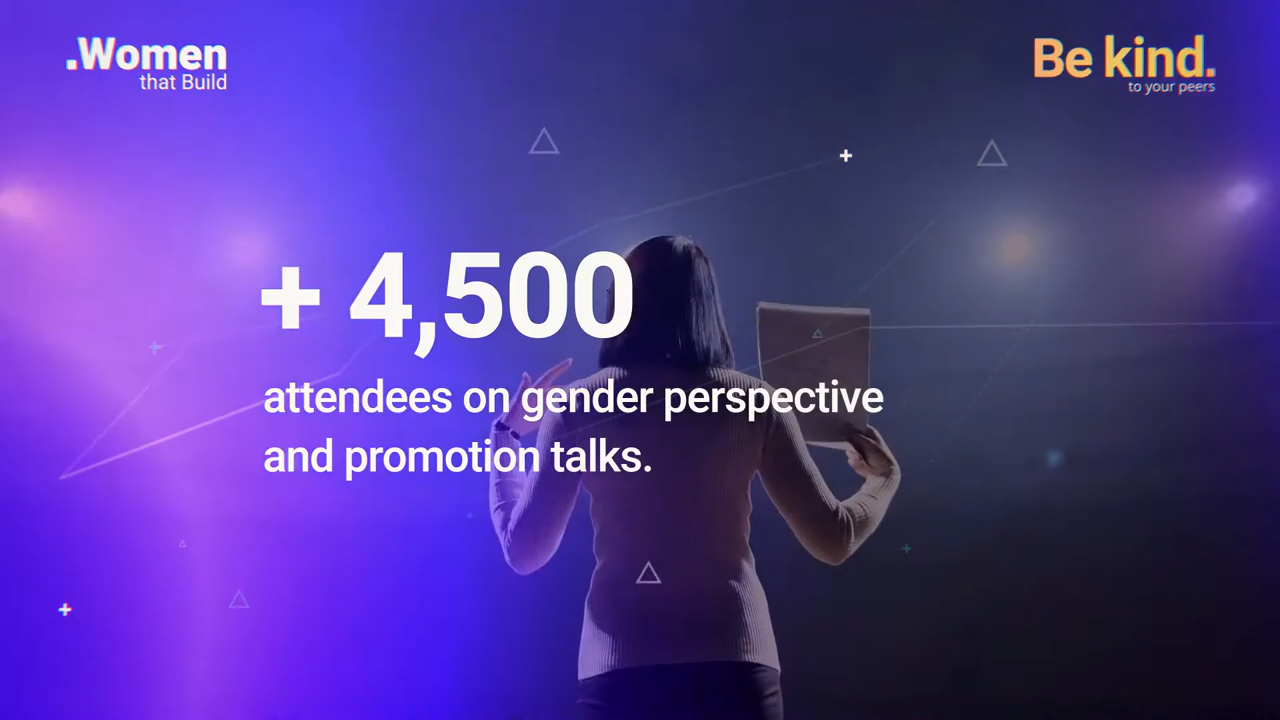 .Women
that Build
Be kind.
to your peers
+ 4,500
attendees on gender perspective
and promotion talks.